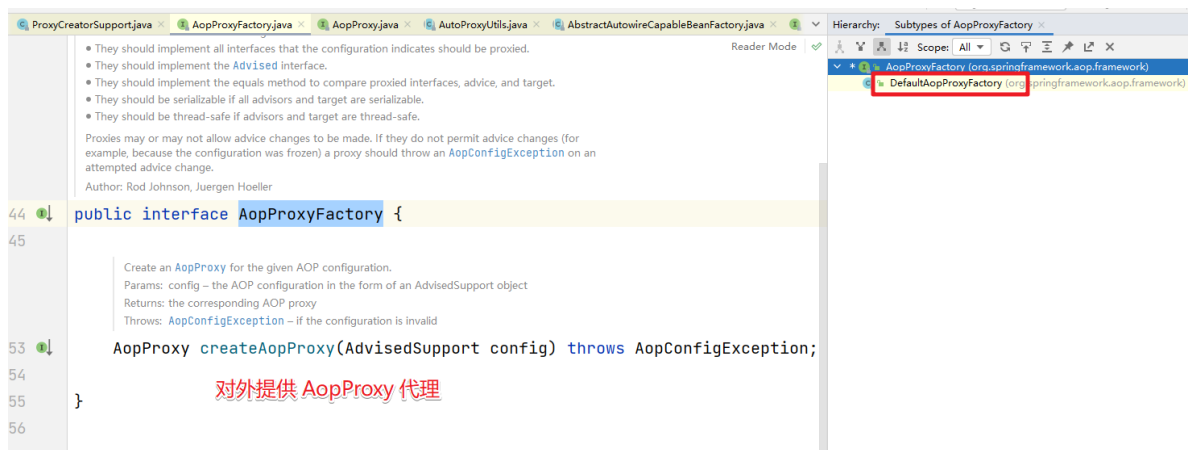 ProxyCreatorSupport.java
AopProxyFactory.java
AopProxy.java
AutoProxyUtils.java
AbstractAutowireCapableBeanFactory.java
Hierarchy: Subtypes of AopProxyFactory
Reader Mode
Scope: All
• They should implement all interfaces that the configuration indicates should be proxied.
• They should implement the Advised interface.
• They should implement the equals method to compare proxied interfaces, advice, and target.
• They should be serializable if all advisors and target are serializable.
• They should be thread-safe if advisors and target are thread-safe.
Proxies may or may not allow advice changes to be made. If they do not permit advice changes (for
example, because the configuration was frozen) a proxy should throw an AopConfigException on an
attempted advice change.
Author: Rod Johnson, Juergen Hoeller
44 public interface AopProxyFactory {
45
Create an AopProxy for the given AOP configuration.
Params: config – the AOP configuration in the form of an AdvisedSupport object
Returns: the corresponding AOP proxy
Throws: AopConfigException – if the configuration is invalid
53 AopProxy createAopProxy(AdvisedSupport config) throws AopConfigException;
54
对外提供 AopProxy 代理
55 }
56
* AopProxyFactory (org.springframework.aop.framework)
DefaultAopProxyFactory (org.springframework.aop.framework)